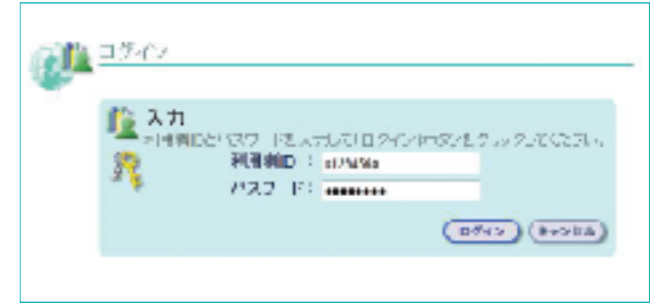 ログイン
入力
利用者IDとパスワードを入力して「ログイン」ボタンをクリックしてください。
利用者ID：
パスワード： ●●●●●●●●
ログイン キャンセル